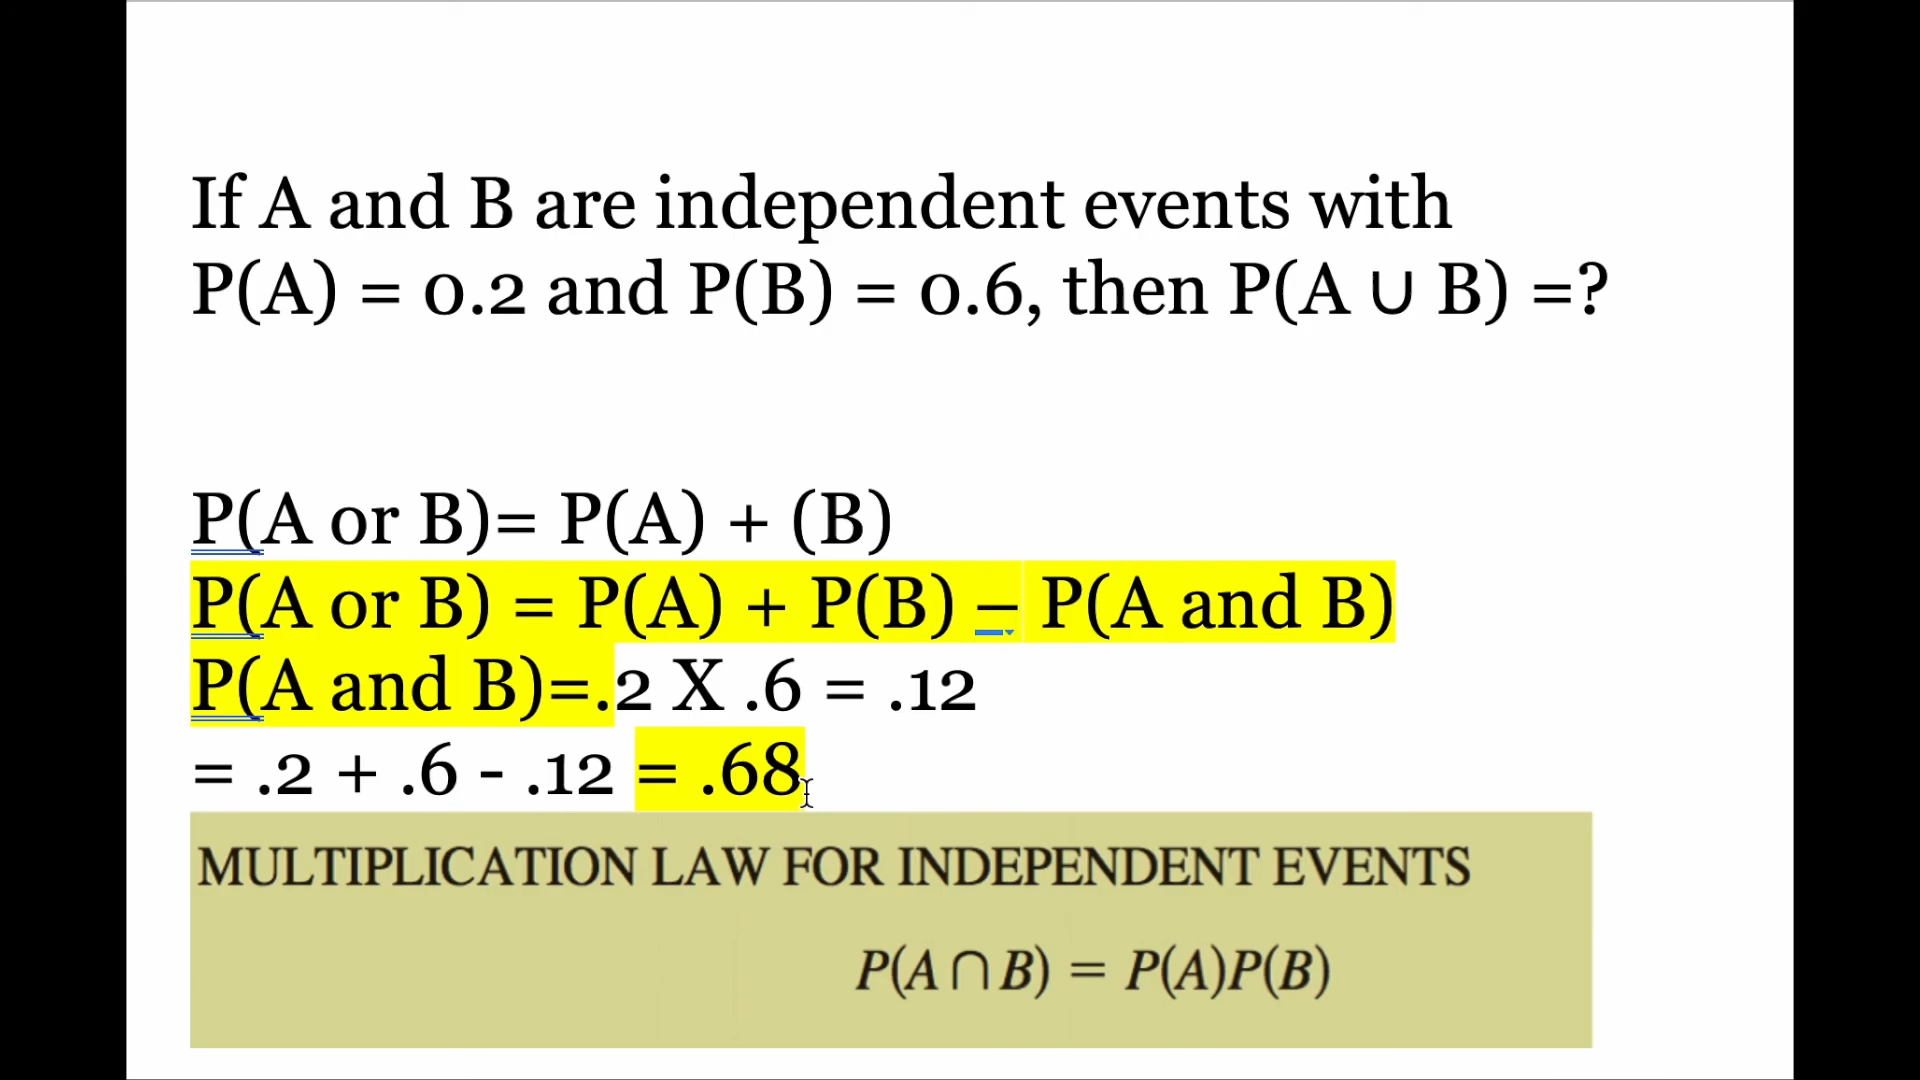 If A and B are independent events with
P(A) = 0.2 and P(B) = 0.6, then P(A ∪ B) =?
P(A or B)= P(A) + (B)
P(A or B) = P(A) + P(B) – P(A and B)
P(A and B)=.2 X .6 = .12
= .2 + .6 - .12 = .68
MULTIPLICATION LAW FOR INDEPENDENT EVENTS
P(A ∩ B) = P(A)P(B)